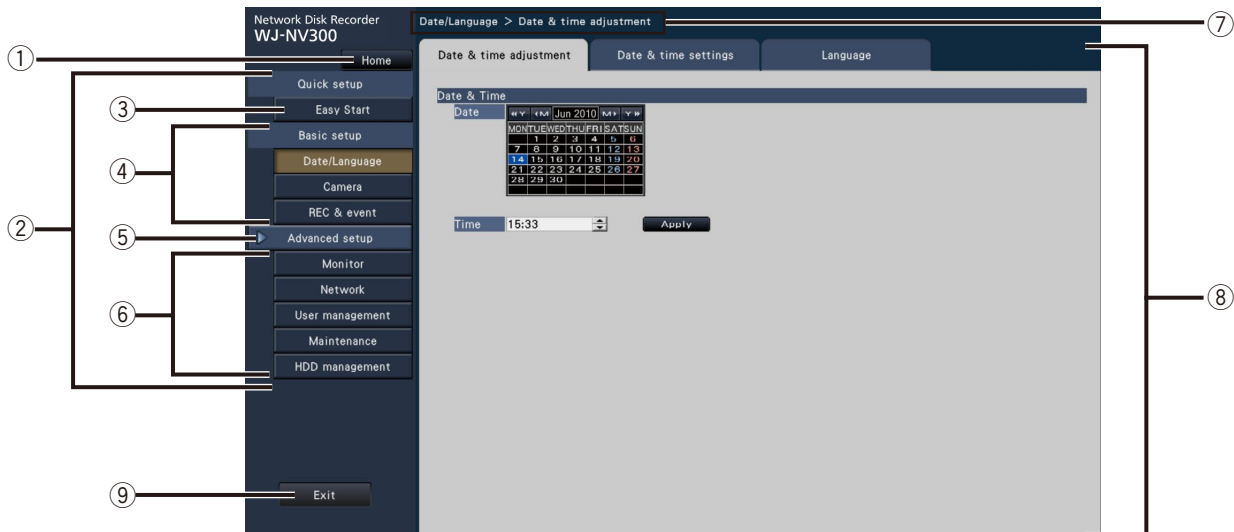 Network Disk Recorder
WJ-NV300
Date/Language > Date & time adjustment
⑦
① Home
Date & time adjustment Date & time settings Language
②
Quick setup
③ Easy Start
④ Basic setup
Date/Language
Camera
REC & event
⑤ Advanced setup
⑥ Monitor
Network
User management
Maintenance
HDD management
⑨ Exit
Date & Time
Date
◀◀Y ◀M Jun 2010 M▶ Y▶▶
MON TUE WED THU FRI SAT SUN
1 2 3 4 5 6
7 8 9 10 11 12 13
14 15 16 17 18 19 20
21 22 23 24 25 26 27
28 29 30
Time 15:33 Apply
⑧